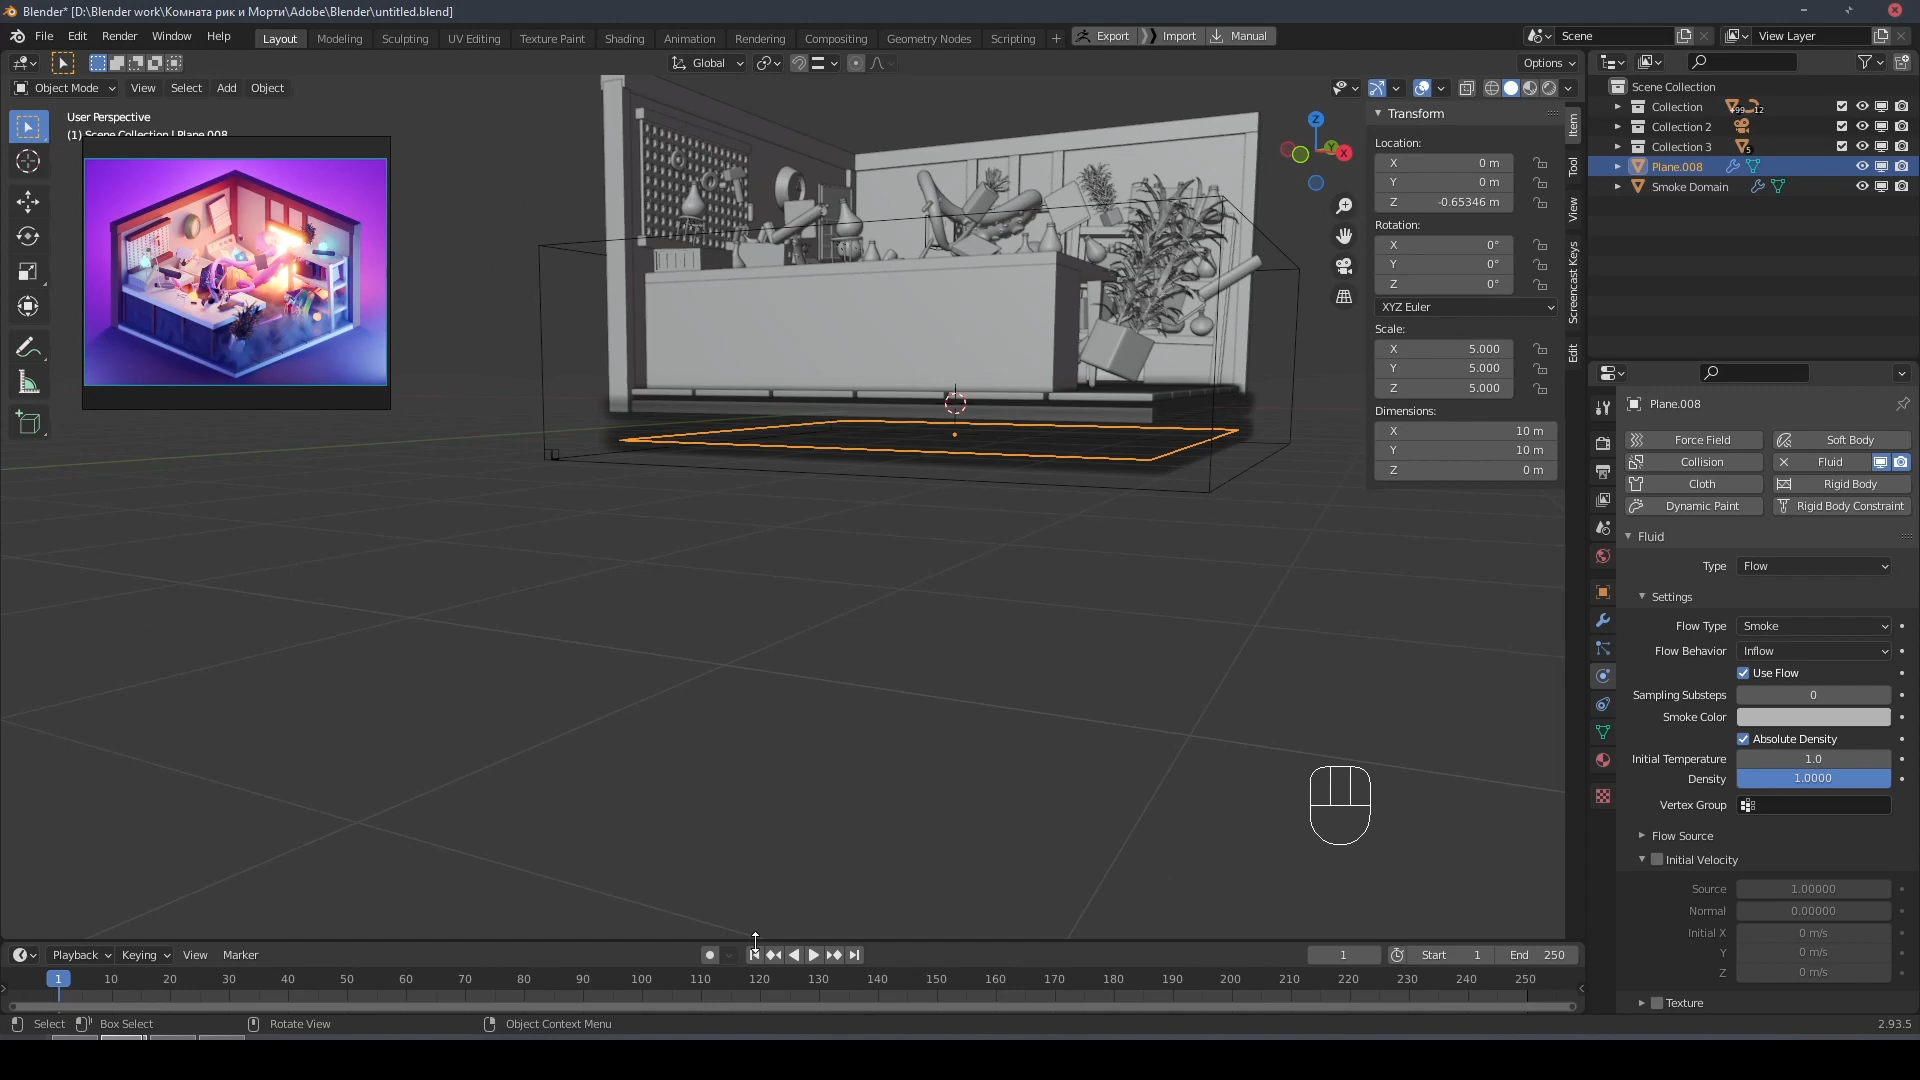 Blender* [D:\Blender work\Комната рик и Морти\Adobe\Blender\untitled.blend]
File Edit Render Window Help Layout Modeling Sculpting UV Editing Texture Paint Shading Animation Rendering Compositing Geometry Nodes Scripting + Export Import Manual Scene View Layer
Global Options
Object Mode View Select Add Object
User Perspective
(1) Scene Collection | Plane.008
Z
Y
X
Transform
Location:
X 0 m
Y 0 m
Z -0.65346 m
Rotation:
X 0°
Y 0°
Z 0°
XYZ Euler
Scale:
X 5.000
Y 5.000
Z 5.000
Dimensions:
X 10 m
Y 10 m
Z 0 m
Item
Tool
View
Screencast Keys
Edit
Scene Collection
Collection +99 12
Collection 2
Collection 3 5
Plane.008
Smoke Domain
Plane.008
Force Field Soft Body
Collision Fluid
Cloth Rigid Body
Dynamic Paint Rigid Body Constraint
Fluid
Type Flow
Settings
Flow Type Smoke
Flow Behavior Inflow
Use Flow
Sampling Substeps 0
Smoke Color
Absolute Density
Initial Temperature 1.0
Density 1.0000
Vertex Group
Flow Source
Initial Velocity
Source 1.00000
Normal 0.00000
Initial X 0 m/s
Y 0 m/s
Z 0 m/s
Texture
Playback Keying View Marker 1 Start 1 End 250
1 10 20 30 40 50 60 70 80 90 100 110 120 130 140 150 160 170 180 190 200 210 220 230 240 250
Select Box Select Rotate View Object Context Menu 2.93.5